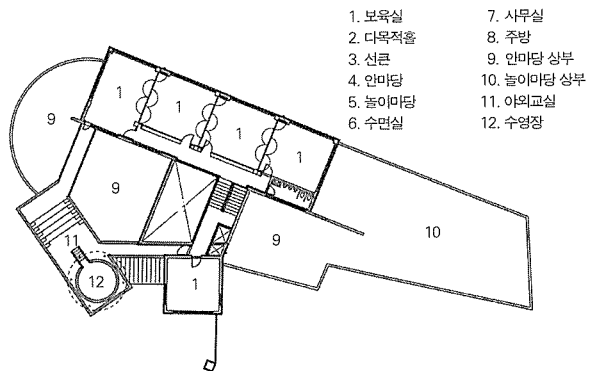 1. 보육실
2. 다목적홀
3. 선큰
4. 안마당
5. 놀이마당
6. 수면실
7. 사무실
8. 주방
9. 안마당 상부
10. 놀이마당 상부
11. 야외교실
12. 수영장
1
1
1
1
9
9
11
12
1
9
10